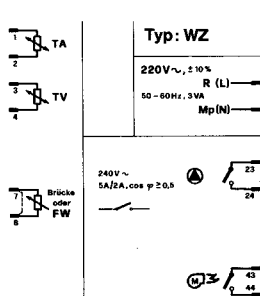 1
TA
2
3
TV
4
7
Brücke
oder
FW
8
Typ: WZ
220V~, ±10%
R (L)
50-60Hz, 3VA
Mp(N)
240V~
5A/2A, cos φ ≥ 0,5
23
24
M
43
44